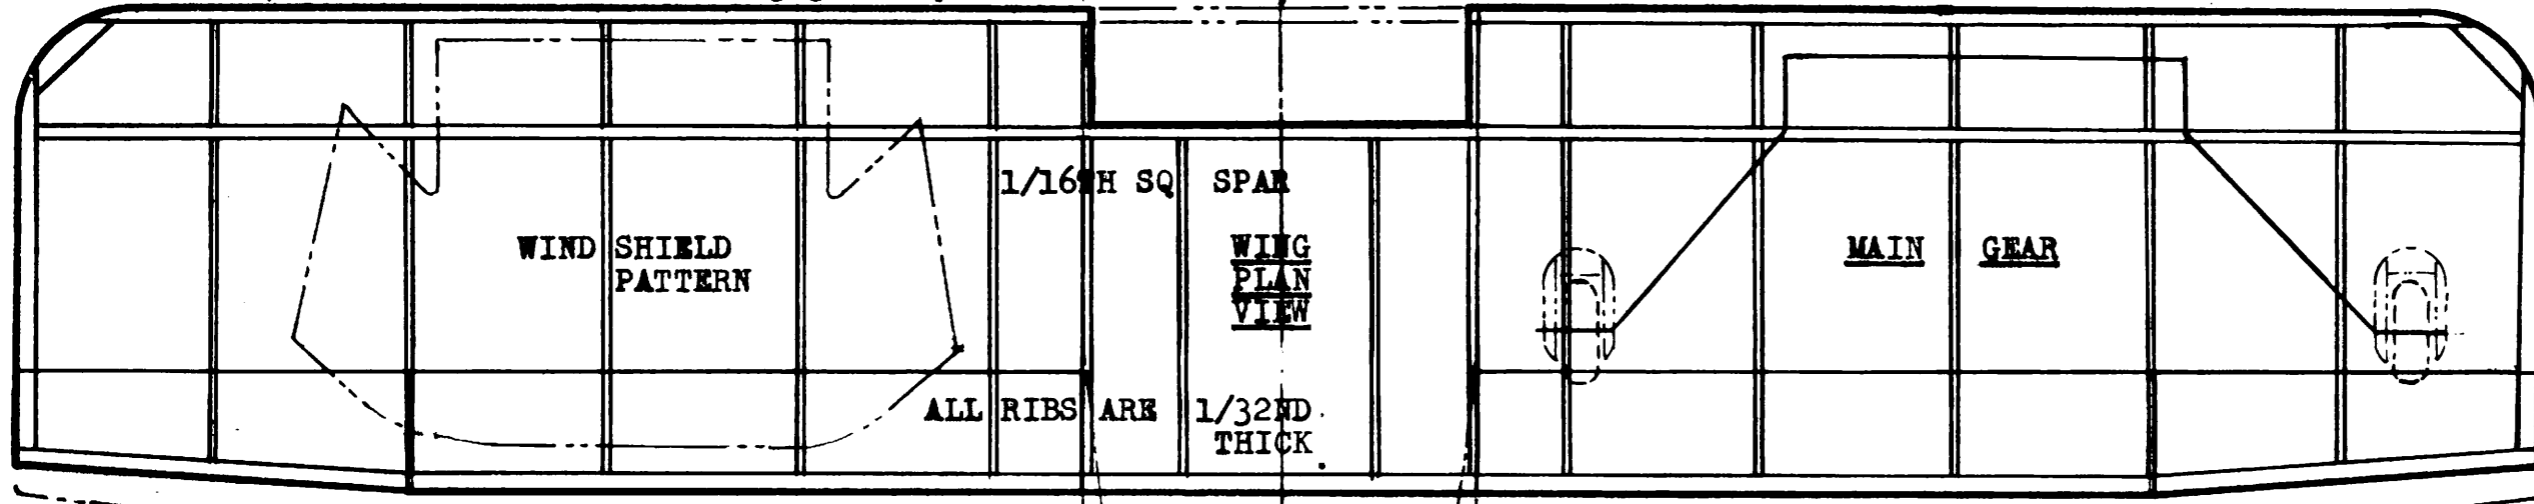 1/16TH SQ SPAR
WIND SHIELD
PATTERN
WING
PLAN
VIEW
MAIN GEAR
ALL RIBS ARE 1/32ND
THICK